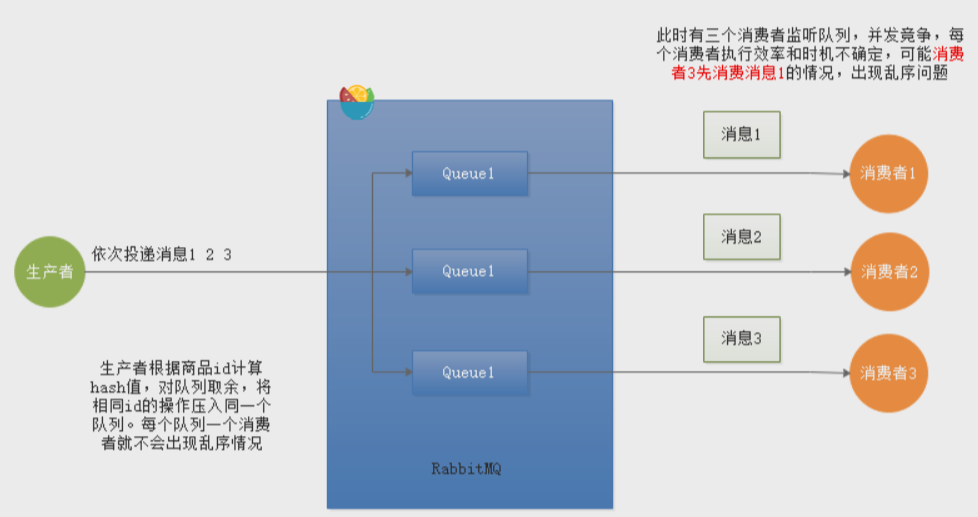 此时有三个消费者监听队列，并发竟争，每
个消费者执行效率和时机不确定，可能消费
者3先消费消息1的情况，出现乱序问题
消息1
Queue1
消费者1
消息2
依次投递消息1 2 3
生产者
Queue1
消费者2
消息3
Queue1
消费者3
生产者根据商品id计算
hash值，对队列取余，将
相同id的操作压入同一个
队列。每个队列一个消费
者就不会出现乱序情况
RabbitMQ